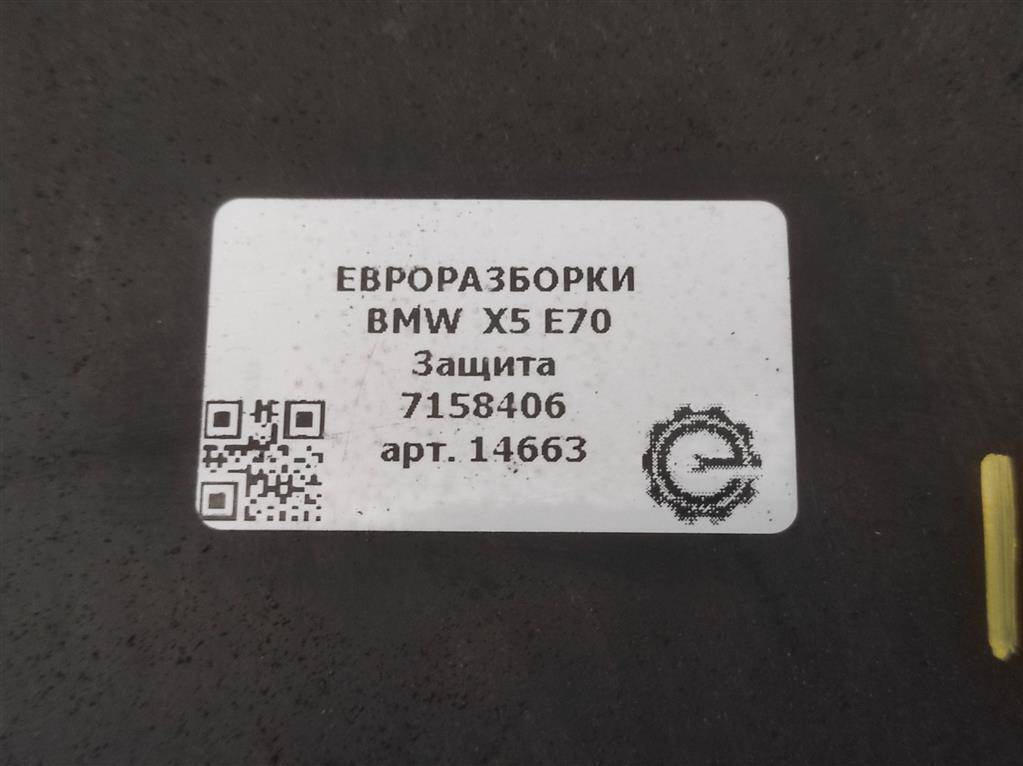 ЕВРОРАЗБОРКИ
BMW X5 E70
Защита
7158406
арт. 14663